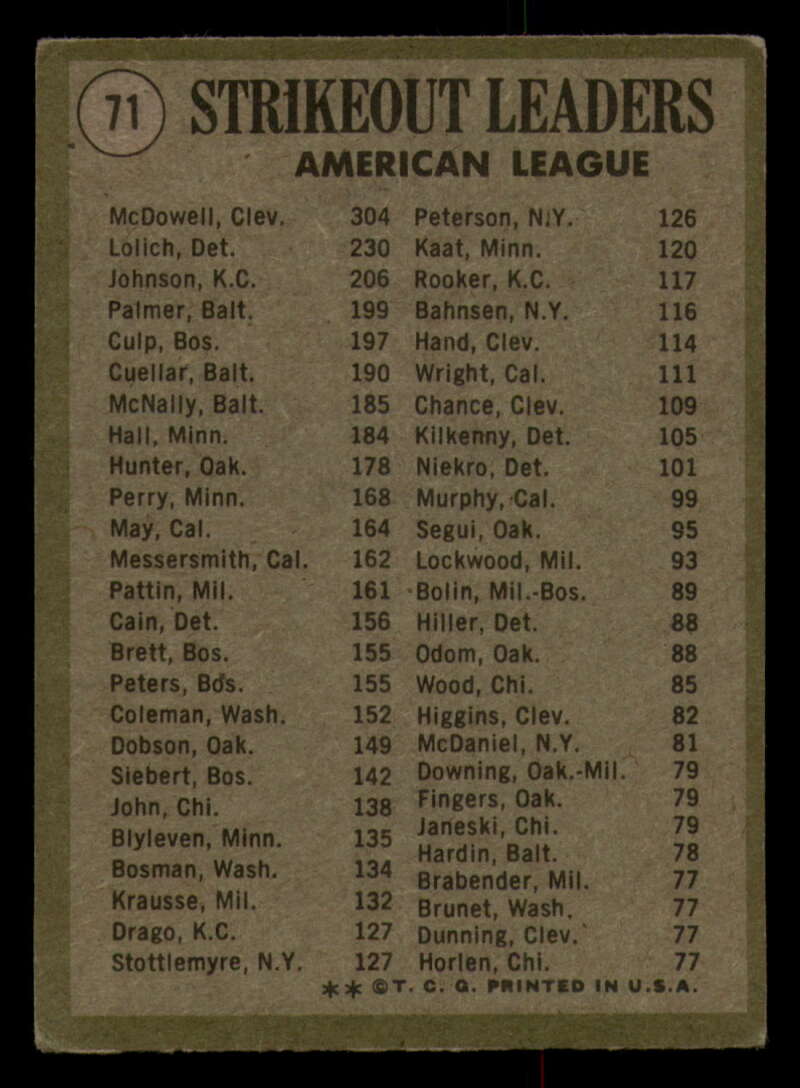 71
STRIKEOUT LEADERS
AMERICAN LEAGUE
McDowell, Clev. 304
Lolich, Det. 230
Johnson, K.C. 206
Palmer, Balt. 199
Culp, Bos. 197
Cuellar, Balt. 190
McNally, Balt. 185
Hall, Minn. 184
Hunter, Oak. 178
Perry, Minn. 168
May, Cal. 164
Messersmith, Cal. 162
Pattin, Mil. 161
Cain, Det. 156
Brett, Bos. 155
Peters, Bos. 155
Coleman, Wash. 152
Dobson, Oak. 149
Siebert, Bos. 142
John, Chi. 138
Blyleven, Minn. 135
Bosman, Wash. 134
Krausse, Mil. 132
Drago, K.C. 127
Stottlemyre, N.Y. 127
Peterson, N.Y. 126
Kaat, Minn. 120
Rooker, K.C. 117
Bahnsen, N.Y. 116
Hand, Clev. 114
Wright, Cal. 111
Chance, Clev. 109
Kilkenny, Det. 105
Niekro, Det. 101
Murphy, Cal. 99
Segui, Oak. 95
Lockwood, Mil. 93
Bolin, Mil.-Bos. 89
Hiller, Det. 88
Odom, Oak. 88
Wood, Chi. 85
Higgins, Clev. 82
McDaniel, N.Y. 81
Downing, Oak.-Mil. 79
Fingers, Oak. 79
Janeski, Chi. 79
Hardin, Balt. 78
Brabender, Mil. 77
Brunet, Wash. 77
Dunning, Clev. 77
Horlen, Chi. 77
** ©T. C. G. PRINTED IN U.S.A.